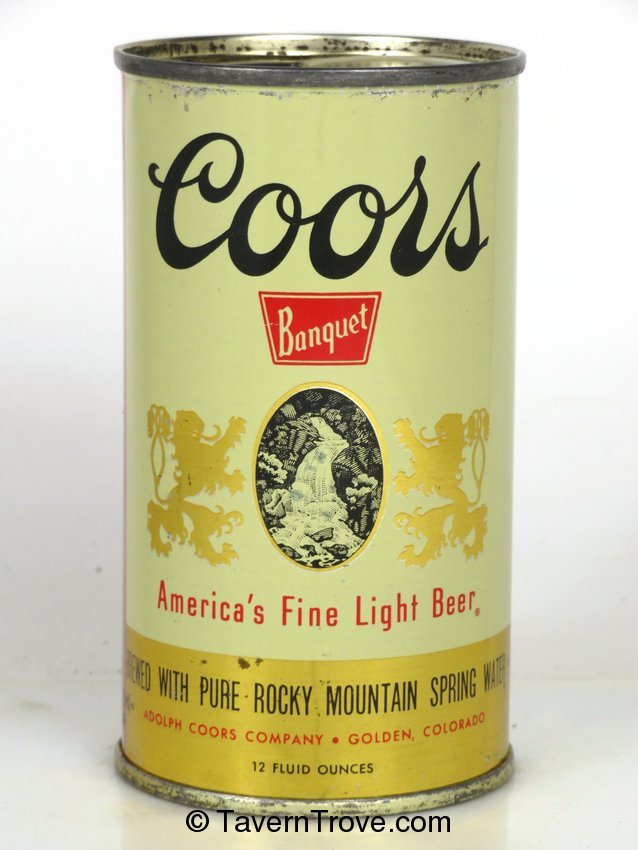 Coors
Banquet
America's Fine Light Beer®
WITH PURE ROCKY MOUNTAIN SPRING WATER
ADOLPH COORS COMPANY • GOLDEN, COLORADO
12 FLUID OUNCES
© TavernTrove.com